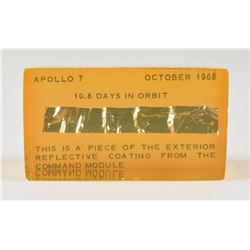 APOLLO 7 OCTOBER 1968
10.8 DAYS IN ORBIT
THIS IS A PIECE OF THE EXTERIOR
REFLECTIVE COATING FROM THE
COMMAND MODULE